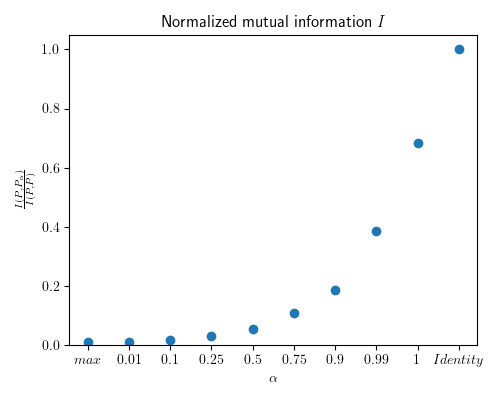 Normalized mutual information I
1.0
0.8
0.6
0.4
0.2
0.0
I(P,P_α)
I(P,P)
max 0.01 0.1 0.25 0.5 0.75 0.9 0.99 1 Identity
α